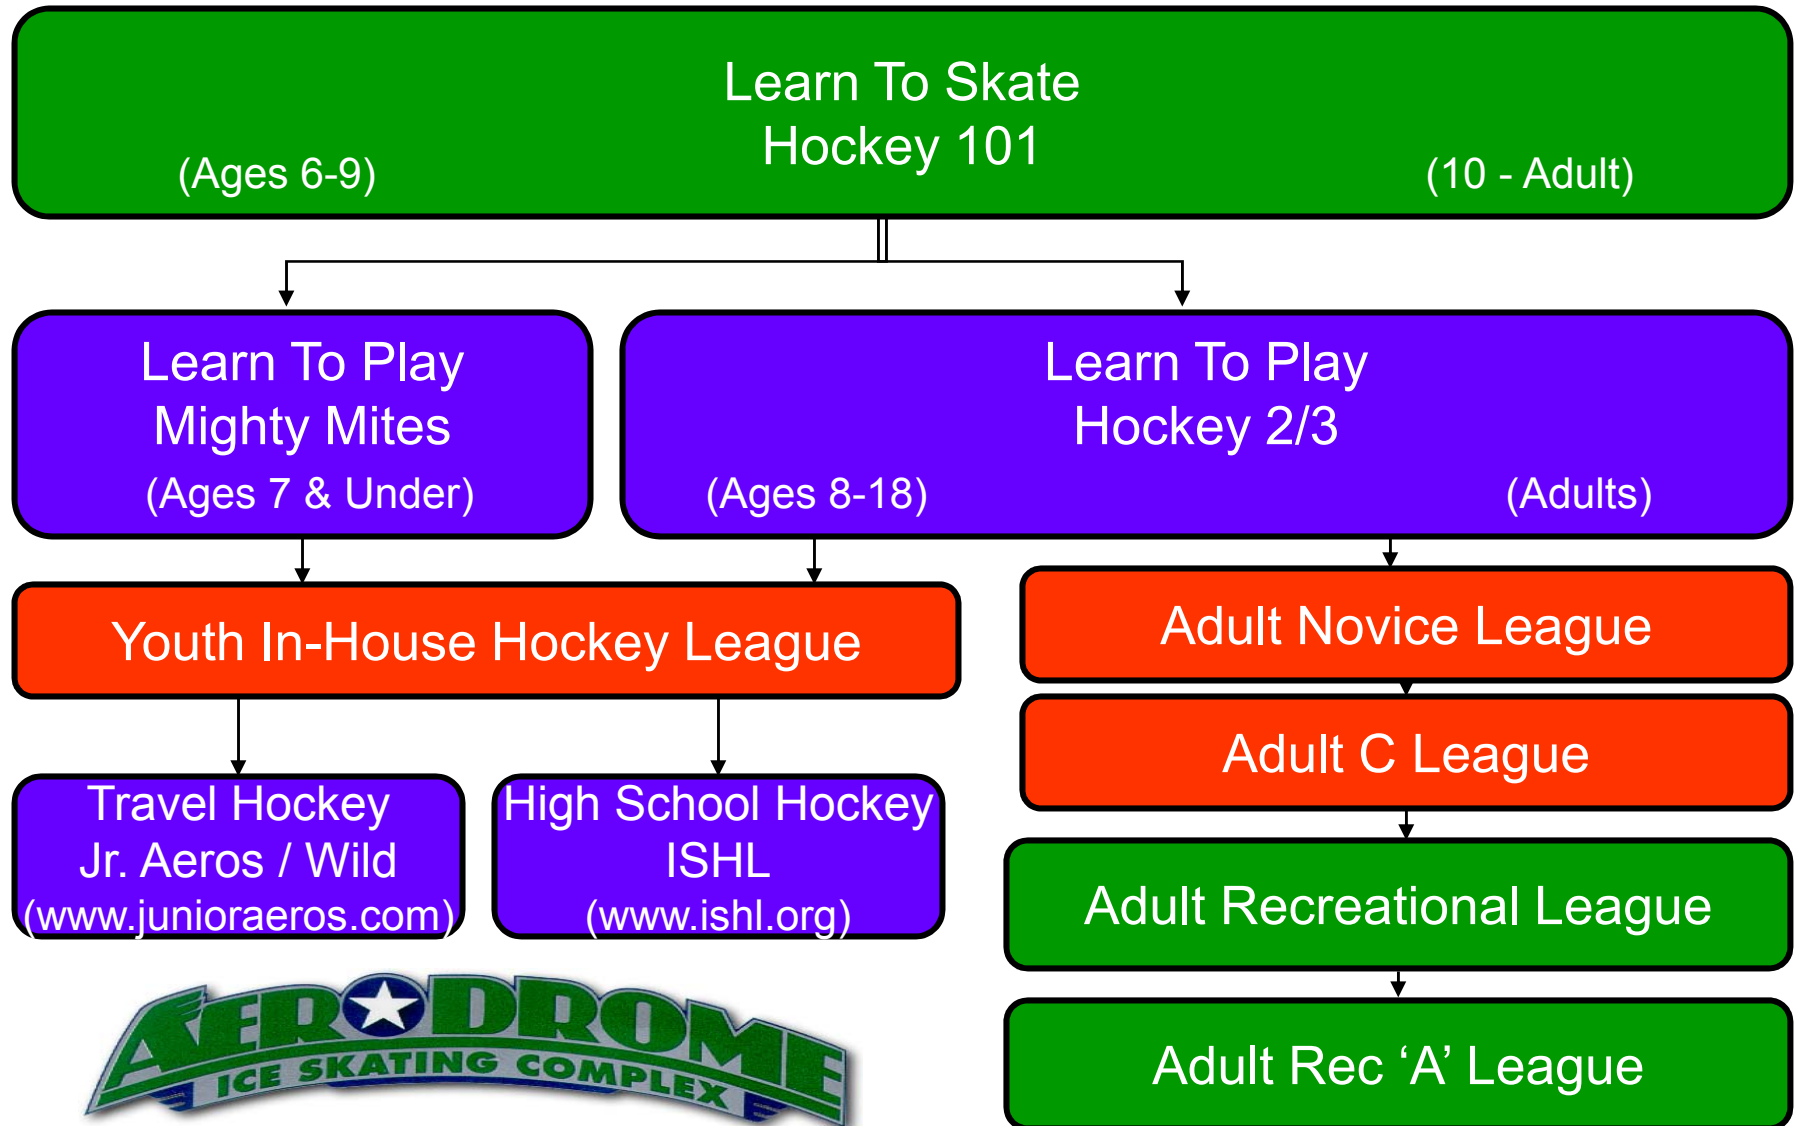 Learn To Skate
Hockey 101
(Ages 6-9)
(10 - Adult)
Learn To Play
Mighty Mites
(Ages 7 & Under)
Learn To Play
Hockey 2/3
(Ages 8-18)
(Adults)
Youth In-House Hockey League
Adult Novice League
Adult C League
Travel Hockey
Jr. Aeros / Wild
(www.junioraeros.com)
High School Hockey
ISHL
(www.ishl.org)
Adult Recreational League
Adult Rec ‘A’ League
AERODROME
ICE SKATING COMPLEX